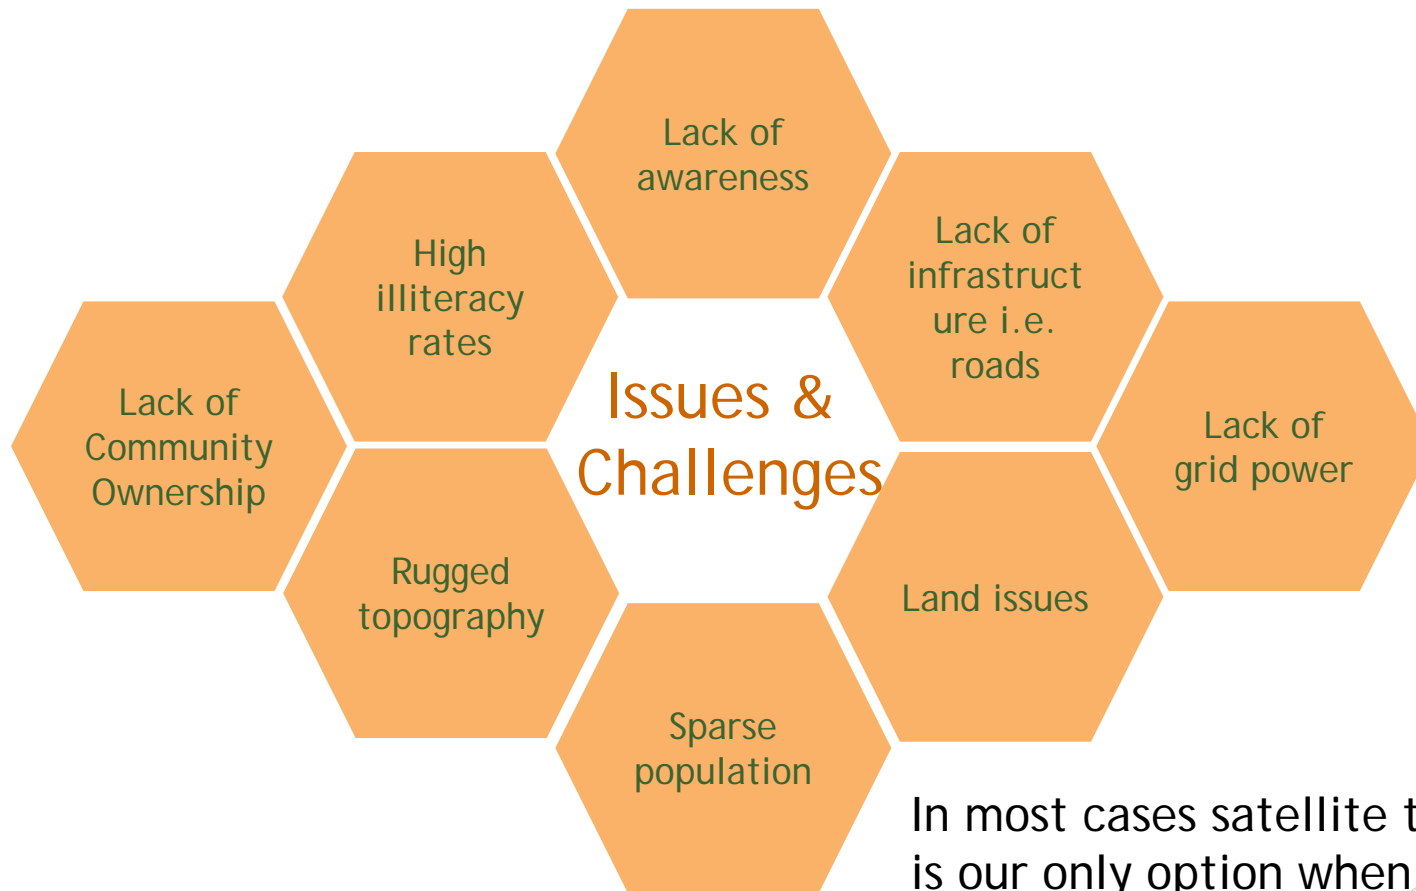 Lack of
awareness
High
illiteracy
rates
Lack of
infrastruct
ure i.e.
roads
Lack of
Community
Ownership
Issues &
Challenges
Lack of
grid power
Rugged
topography
Land issues
Sparse
population
In most cases satellite t
is our only option when